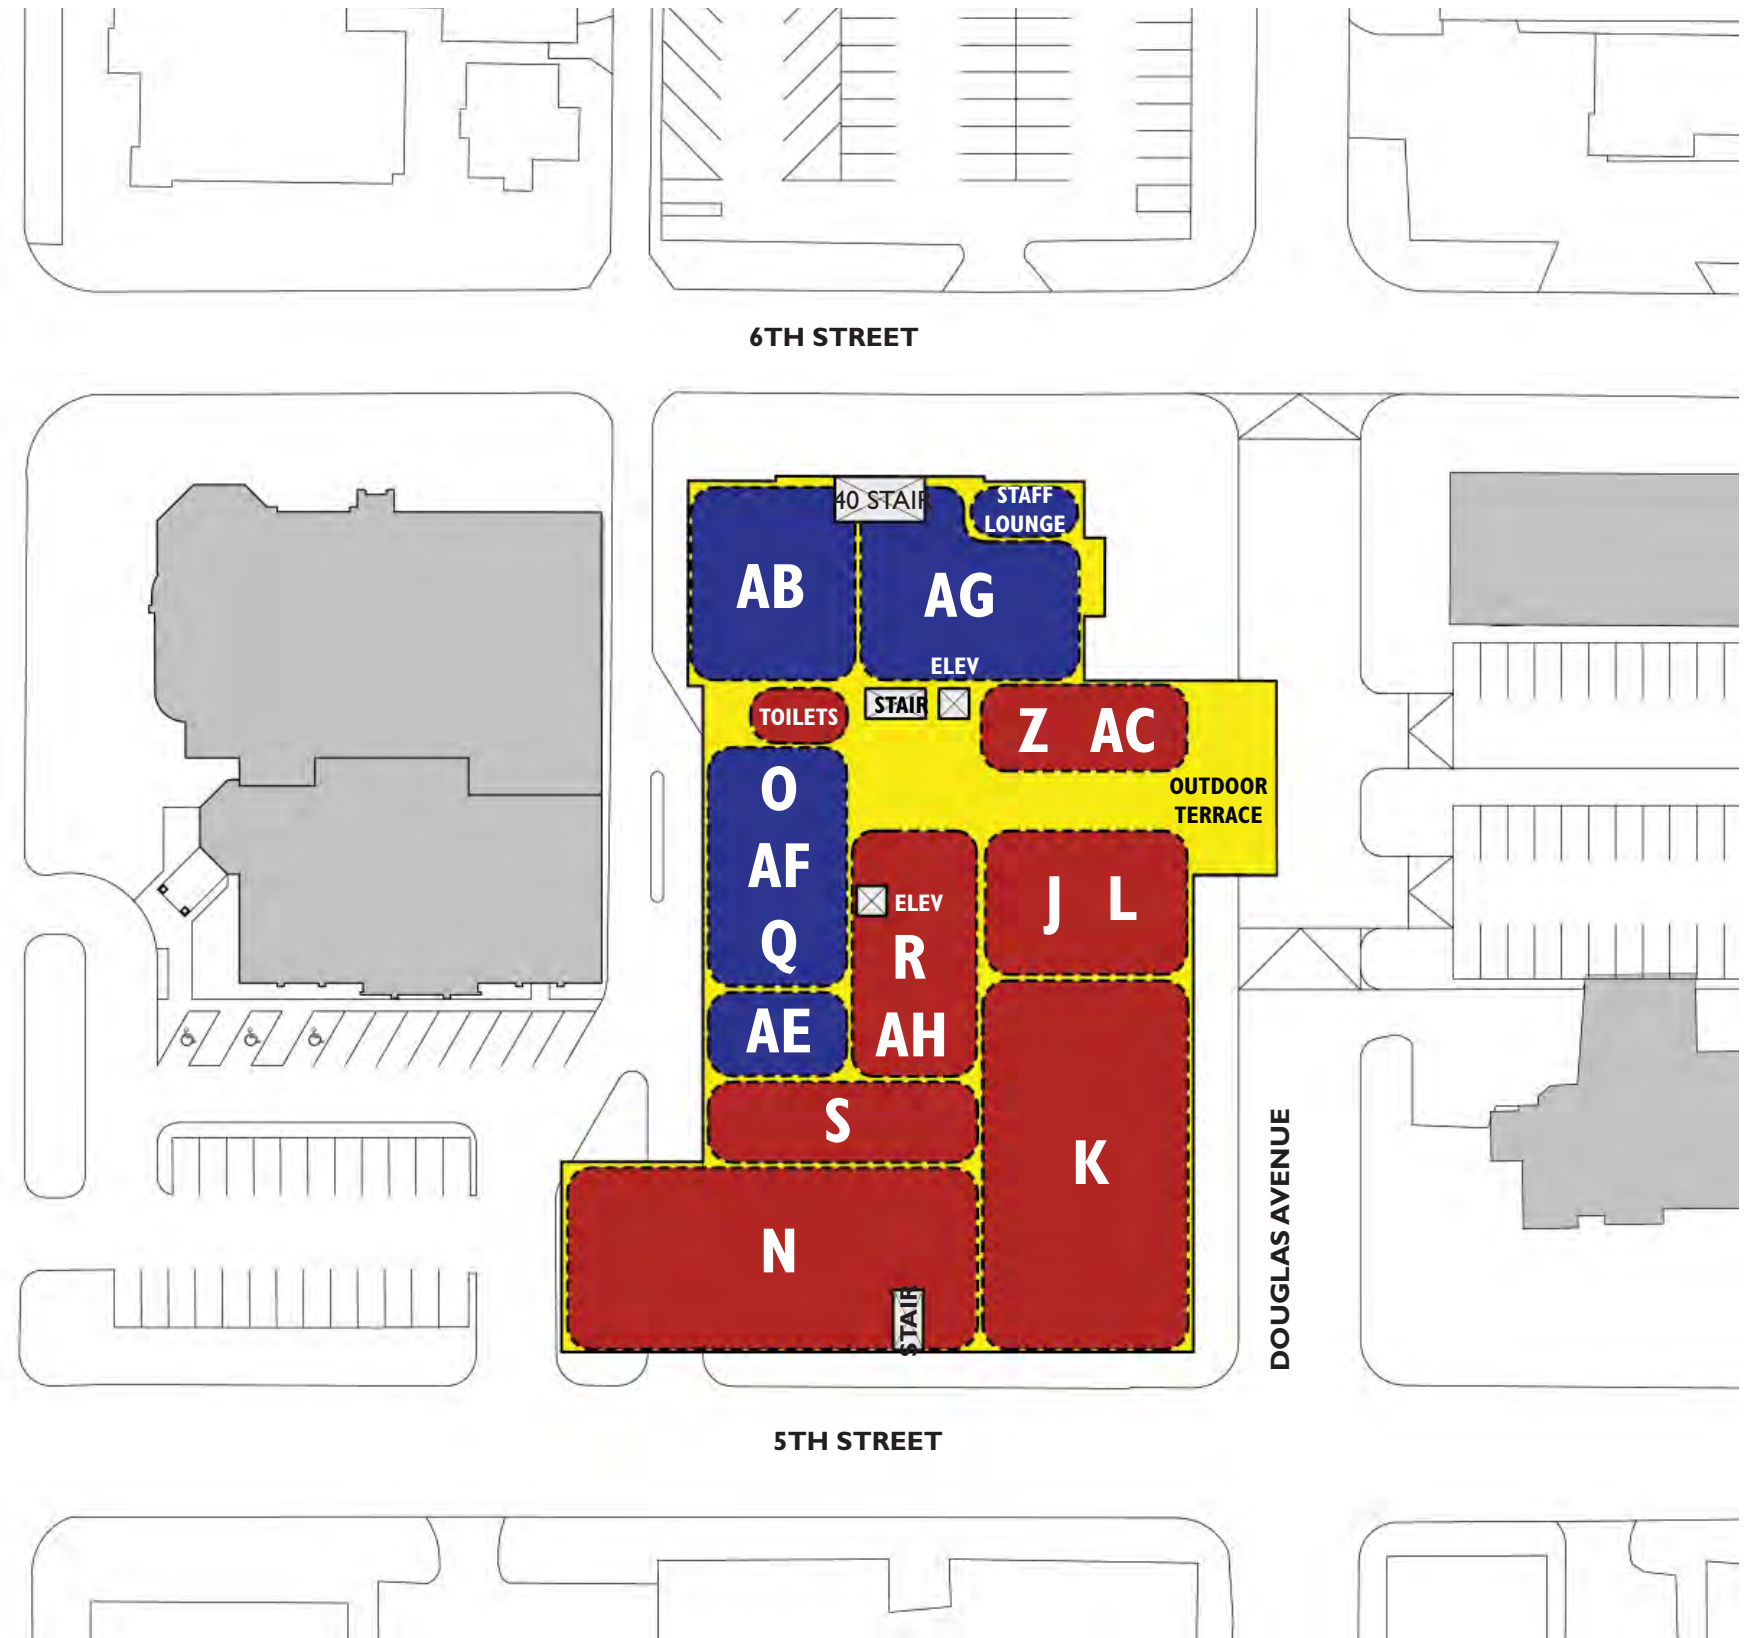 6TH STREET
40 STAIR
STAFF
LOUNGE
AB
AG
ELEV
TOILETS
STAIR
Z AC
OUTDOOR
TERRACE
O
AF
Q
ELEV
J L
R
AE
AH
S
K
N
STAIR
DOUGLAS AVENUE
5TH STREET